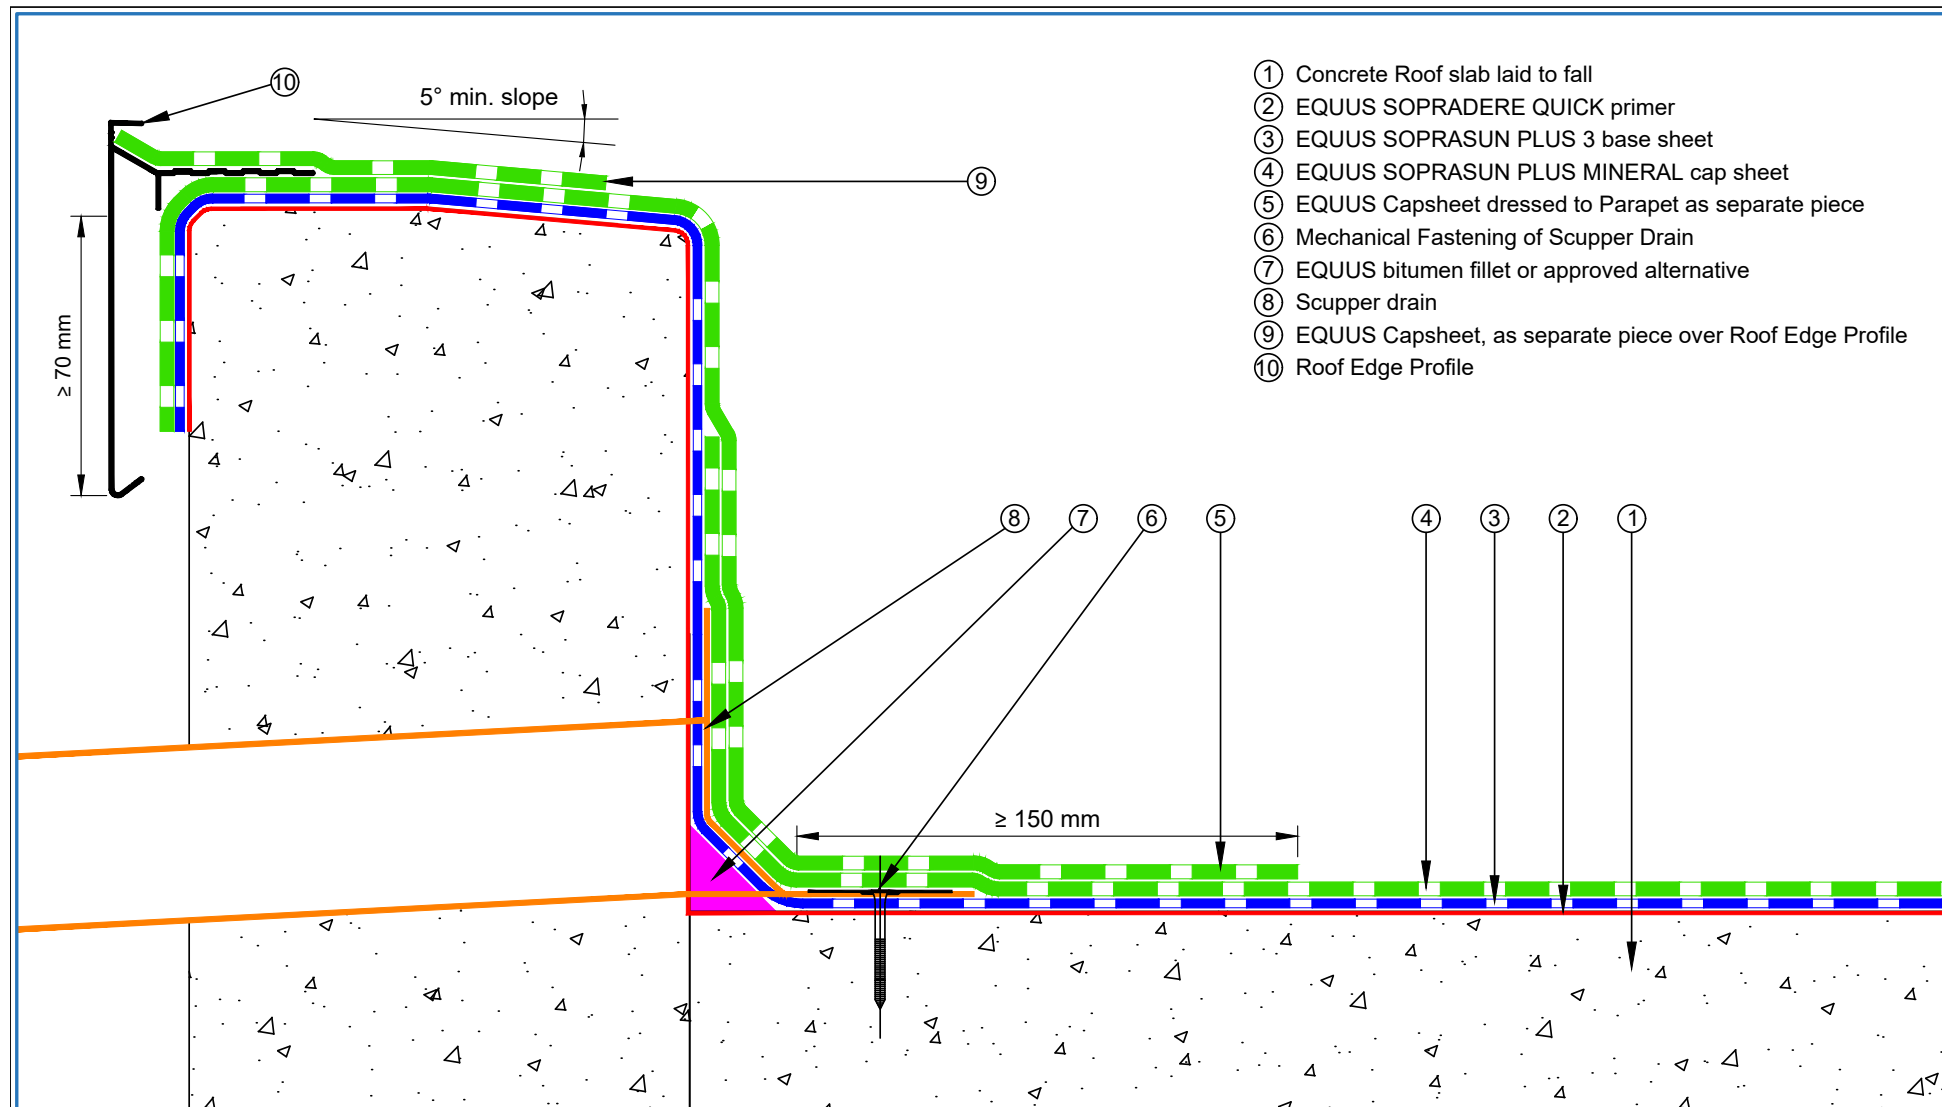 ① Concrete Roof slab laid to fall
② EQUUS SOPRADERE QUICK primer
③ EQUUS SOPRASUN PLUS 3 base sheet
④ EQUUS SOPRASUN PLUS MINERAL cap sheet
⑤ EQUUS Capsheet dressed to Parapet as separate piece
⑥ Mechanical Fastening of Scupper Drain
⑦ EQUUS bitumen fillet or approved alternative
⑧ Scupper drain
⑨ EQUUS Capsheet, as separate piece over Roof Edge Profile
⑩ Roof Edge Profile
⑩
5° min. slope
⑨
≥ 70 mm
⑧ ⑦ ⑥ ⑤ ④ ③ ② ①
≥ 150 mm